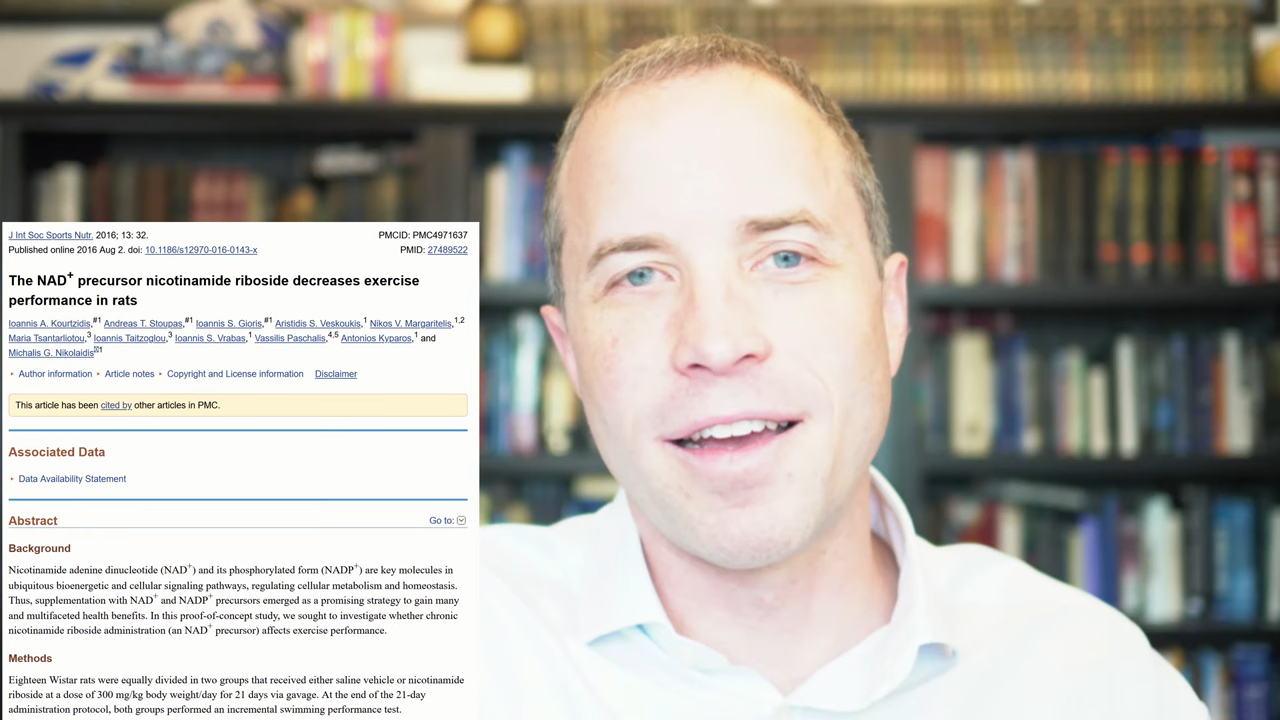 J Int Soc Sports Nutr. 2016; 13: 32.
PMCID: PMC4971637
Published online 2016 Aug 2. doi: 10.1186/s12970-016-0143-x
PMID: 27489522
The NAD+ precursor nicotinamide riboside decreases exercise
performance in rats
Ioannis A. Kourtzidis,#1 Andreas T. Stoupas,#1 Ioannis S. Gioris,#1 Aristidis S. Veskoukis,1 Nikos V. Margaritelis,1,2
Maria Tsantarliotou,3 Ioannis Taitzoglou,3 Ioannis S. Vrabas,1 Vassilis Paschalis,4,5 Antonios Kyparos,1 and
Michalis G. Nikolaidis✉1
Author information Article notes Copyright and License information Disclaimer
This article has been cited by other articles in PMC.
Associated Data
Data Availability Statement
Abstract
Go to:
Background
Nicotinamide adenine dinucleotide (NAD+) and its phosphorylated form (NADP+) are key molecules in
ubiquitous bioenergetic and cellular signaling pathways, regulating cellular metabolism and homeostasis.
Thus, supplementation with NAD+ and NADP+ precursors emerged as a promising strategy to gain many
and multifaceted health benefits. In this proof-of-concept study, we sought to investigate whether chronic
nicotinamide riboside administration (an NAD+ precursor) affects exercise performance.
Methods
Eighteen Wistar rats were equally divided in two groups that received either saline vehicle or nicotinamide
riboside at a dose of 300 mg/kg body weight/day for 21 days via gavage. At the end of the 21-day
administration protocol, both groups performed an incremental swimming performance test.